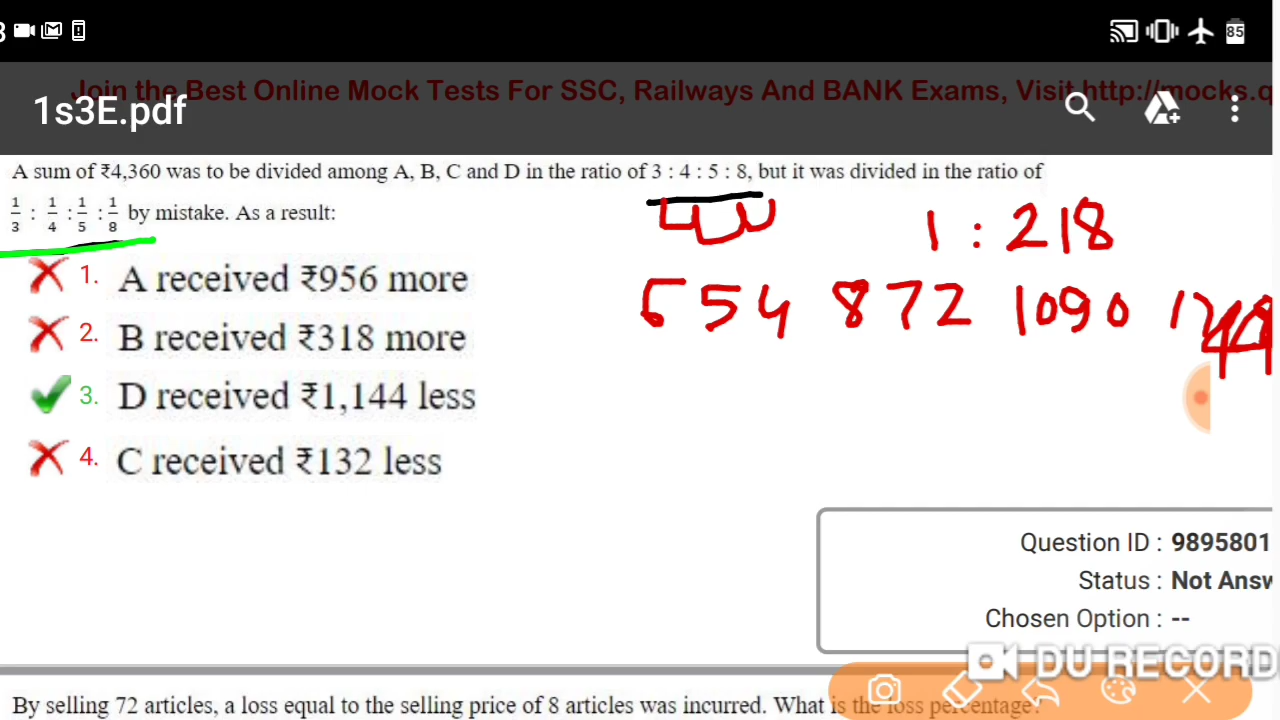 3
85
Join the Best Online Mock Tests For SSC, Railways And BANK Exams, Visit http://mocks.q
1s3E.pdf
A sum of ₹4,360 was to be divided among A, B, C and D in the ratio of 3 : 4 : 5 : 8, but it was divided in the ratio of
1/3 : 1/4 : 1/5 : 1/8 by mistake. As a result:
1 : 218
1. A received ₹956 more
654 872 1090
2. B received ₹318 more
3. D received ₹1,144 less
4. C received ₹132 less
Question ID : 9895801
Status : Not Answ
Chosen Option : --
DU RECORD
By selling 72 articles, a loss equal to the selling price of 8 articles was incurred. What is the loss percentage?